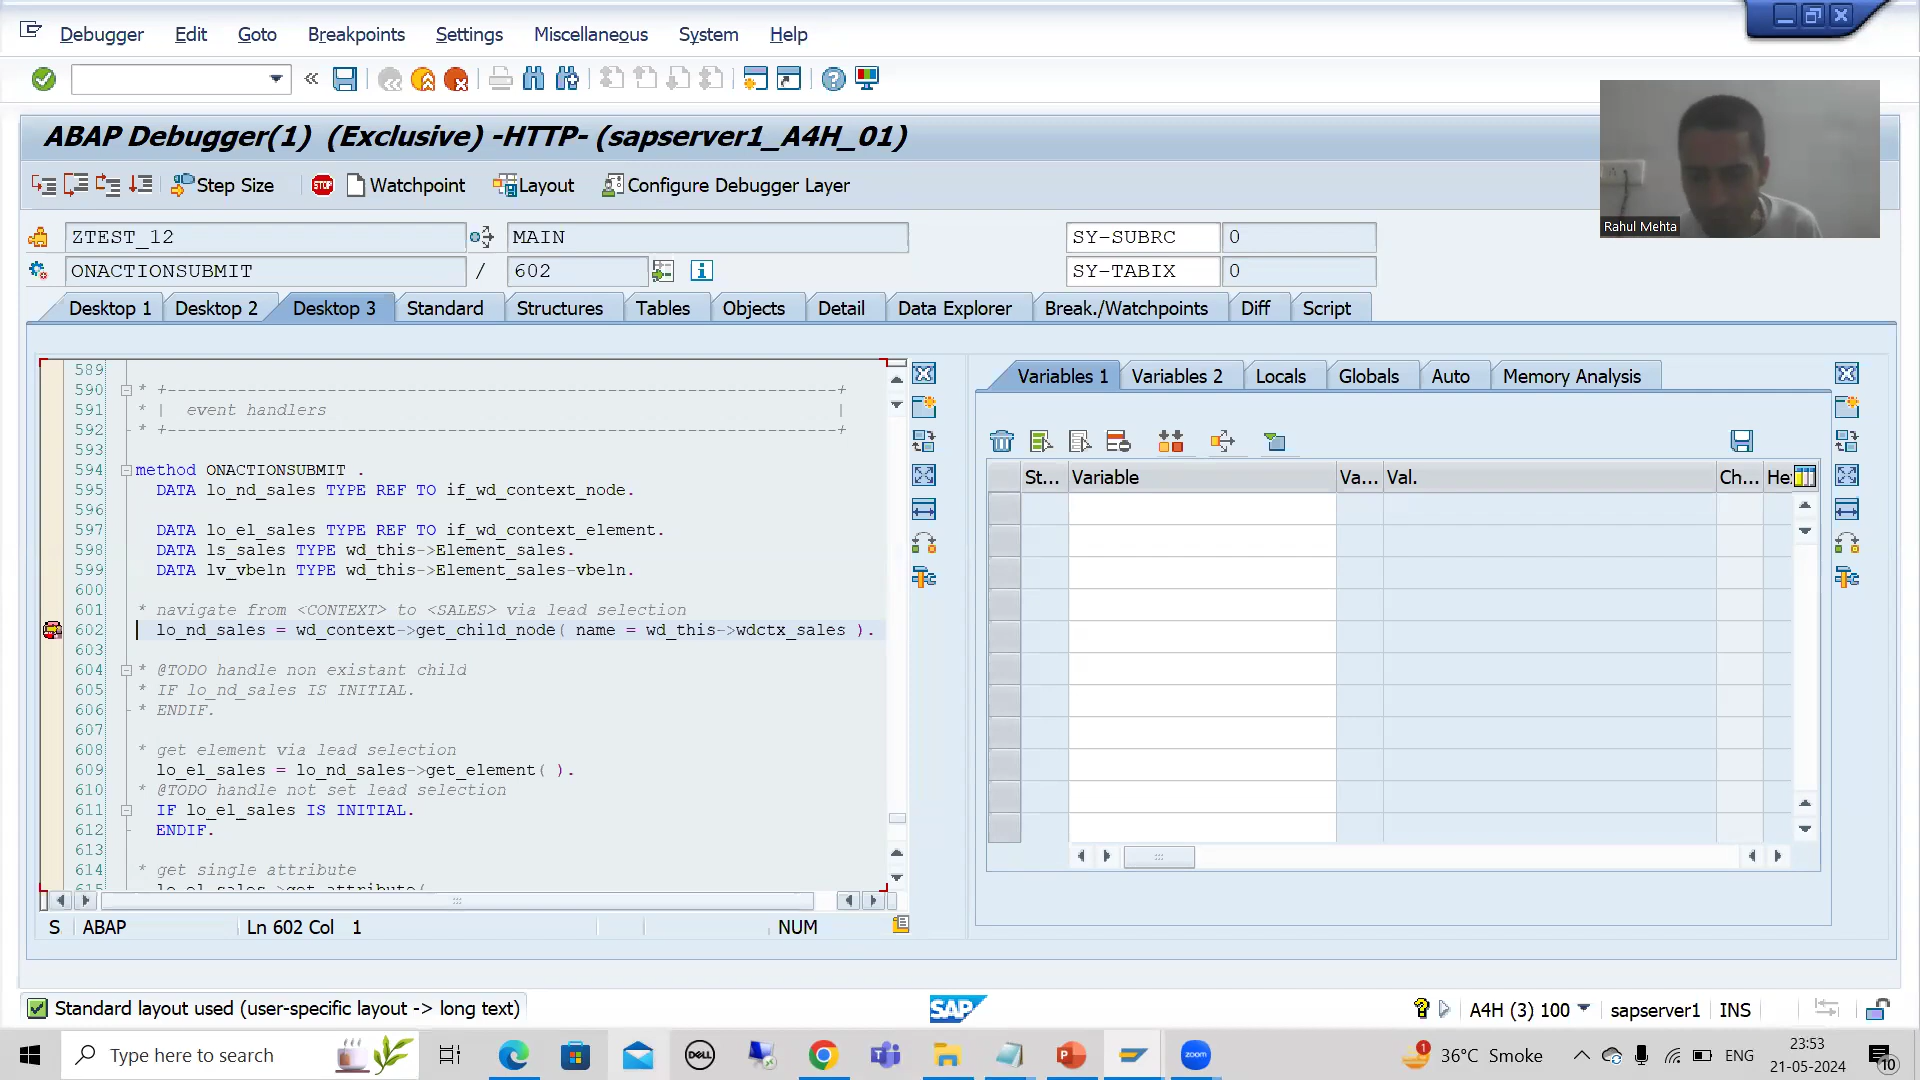 Debugger Edit Goto Breakpoints Settings Miscellaneous System Help
ABAP Debugger(1) (Exclusive) -HTTP- (sapserver1_A4H_01)
Step Size STOP Watchpoint Layout Configure Debugger Layer
Rahul Mehta
ZTEST_12 MAIN SY-SUBRC 0
ONACTIONSUBMIT / 602 SY-TABIX 0
Desktop 1 Desktop 2 Desktop 3 Standard Structures Tables Objects Detail Data Explorer Break./Watchpoints Diff Script
Variables 1 Variables 2 Locals Globals Auto Memory Analysis
St... Variable Va... Val. Ch... He
589
590 * +--------------------------------------------------------------------+
591 * | event handlers |
592 * +--------------------------------------------------------------------+
593
594 method ONACTIONSUBMIT .
595 DATA lo_nd_sales TYPE REF TO if_wd_context_node.
596
597 DATA lo_el_sales TYPE REF TO if_wd_context_element.
598 DATA ls_sales TYPE wd_this->Element_sales.
599 DATA lv_vbeln TYPE wd_this->Element_sales-vbeln.
600
601 * navigate from <CONTEXT> to <SALES> via lead selection
602 lo_nd_sales = wd_context->get_child_node( name = wd_this->wdctx_sales ).
603
604 * @TODO handle non existant child
605 * IF lo_nd_sales IS INITIAL.
606 * ENDIF.
607
608 * get element via lead selection
609 lo_el_sales = lo_nd_sales->get_element( ).
610 * @TODO handle not set lead selection
611 IF lo_el_sales IS INITIAL.
612 ENDIF.
613
614 * get single attribute
615 lo_el_sales->get_attribute(
S ABAP Ln 602 Col 1 NUM
Standard layout used (user-specific layout -> long text) SAP A4H (3) 100 sapserver1 INS
Type here to search DELL zoom 1 36°C Smoke ENG 23:53
21-05-2024 10